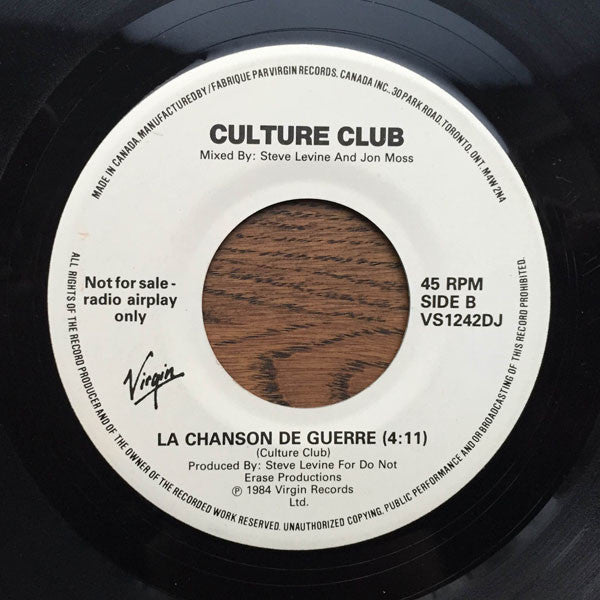 MADE IN CANADA. MANUFACTURED BY/FABRIQUE PAR VIRGIN RECORDS. CANADA INC., 30 PARK ROAD, TORONTO, ONT. M4W 2N4
CULTURE CLUB
Mixed By: Steve Levine And Jon Moss
Not for sale -
radio airplay
only
45 RPM
SIDE B
VS1242DJ
Virgin
LA CHANSON DE GUERRE (4:11)
(Culture Club)
Produced By: Steve Levine For Do Not
Erase Productions
℗ 1984 Virgin Records
Ltd.
ALL RIGHTS OF THE RECORD PRODUCER AND OF THE OWNER OF THE RECORDED WORK RESERVED. UNAUTHORIZED COPYING. PUBLIC PERFORMANCE AND/OR BROADCASTING OF THIS RECORD PROHIBITED.